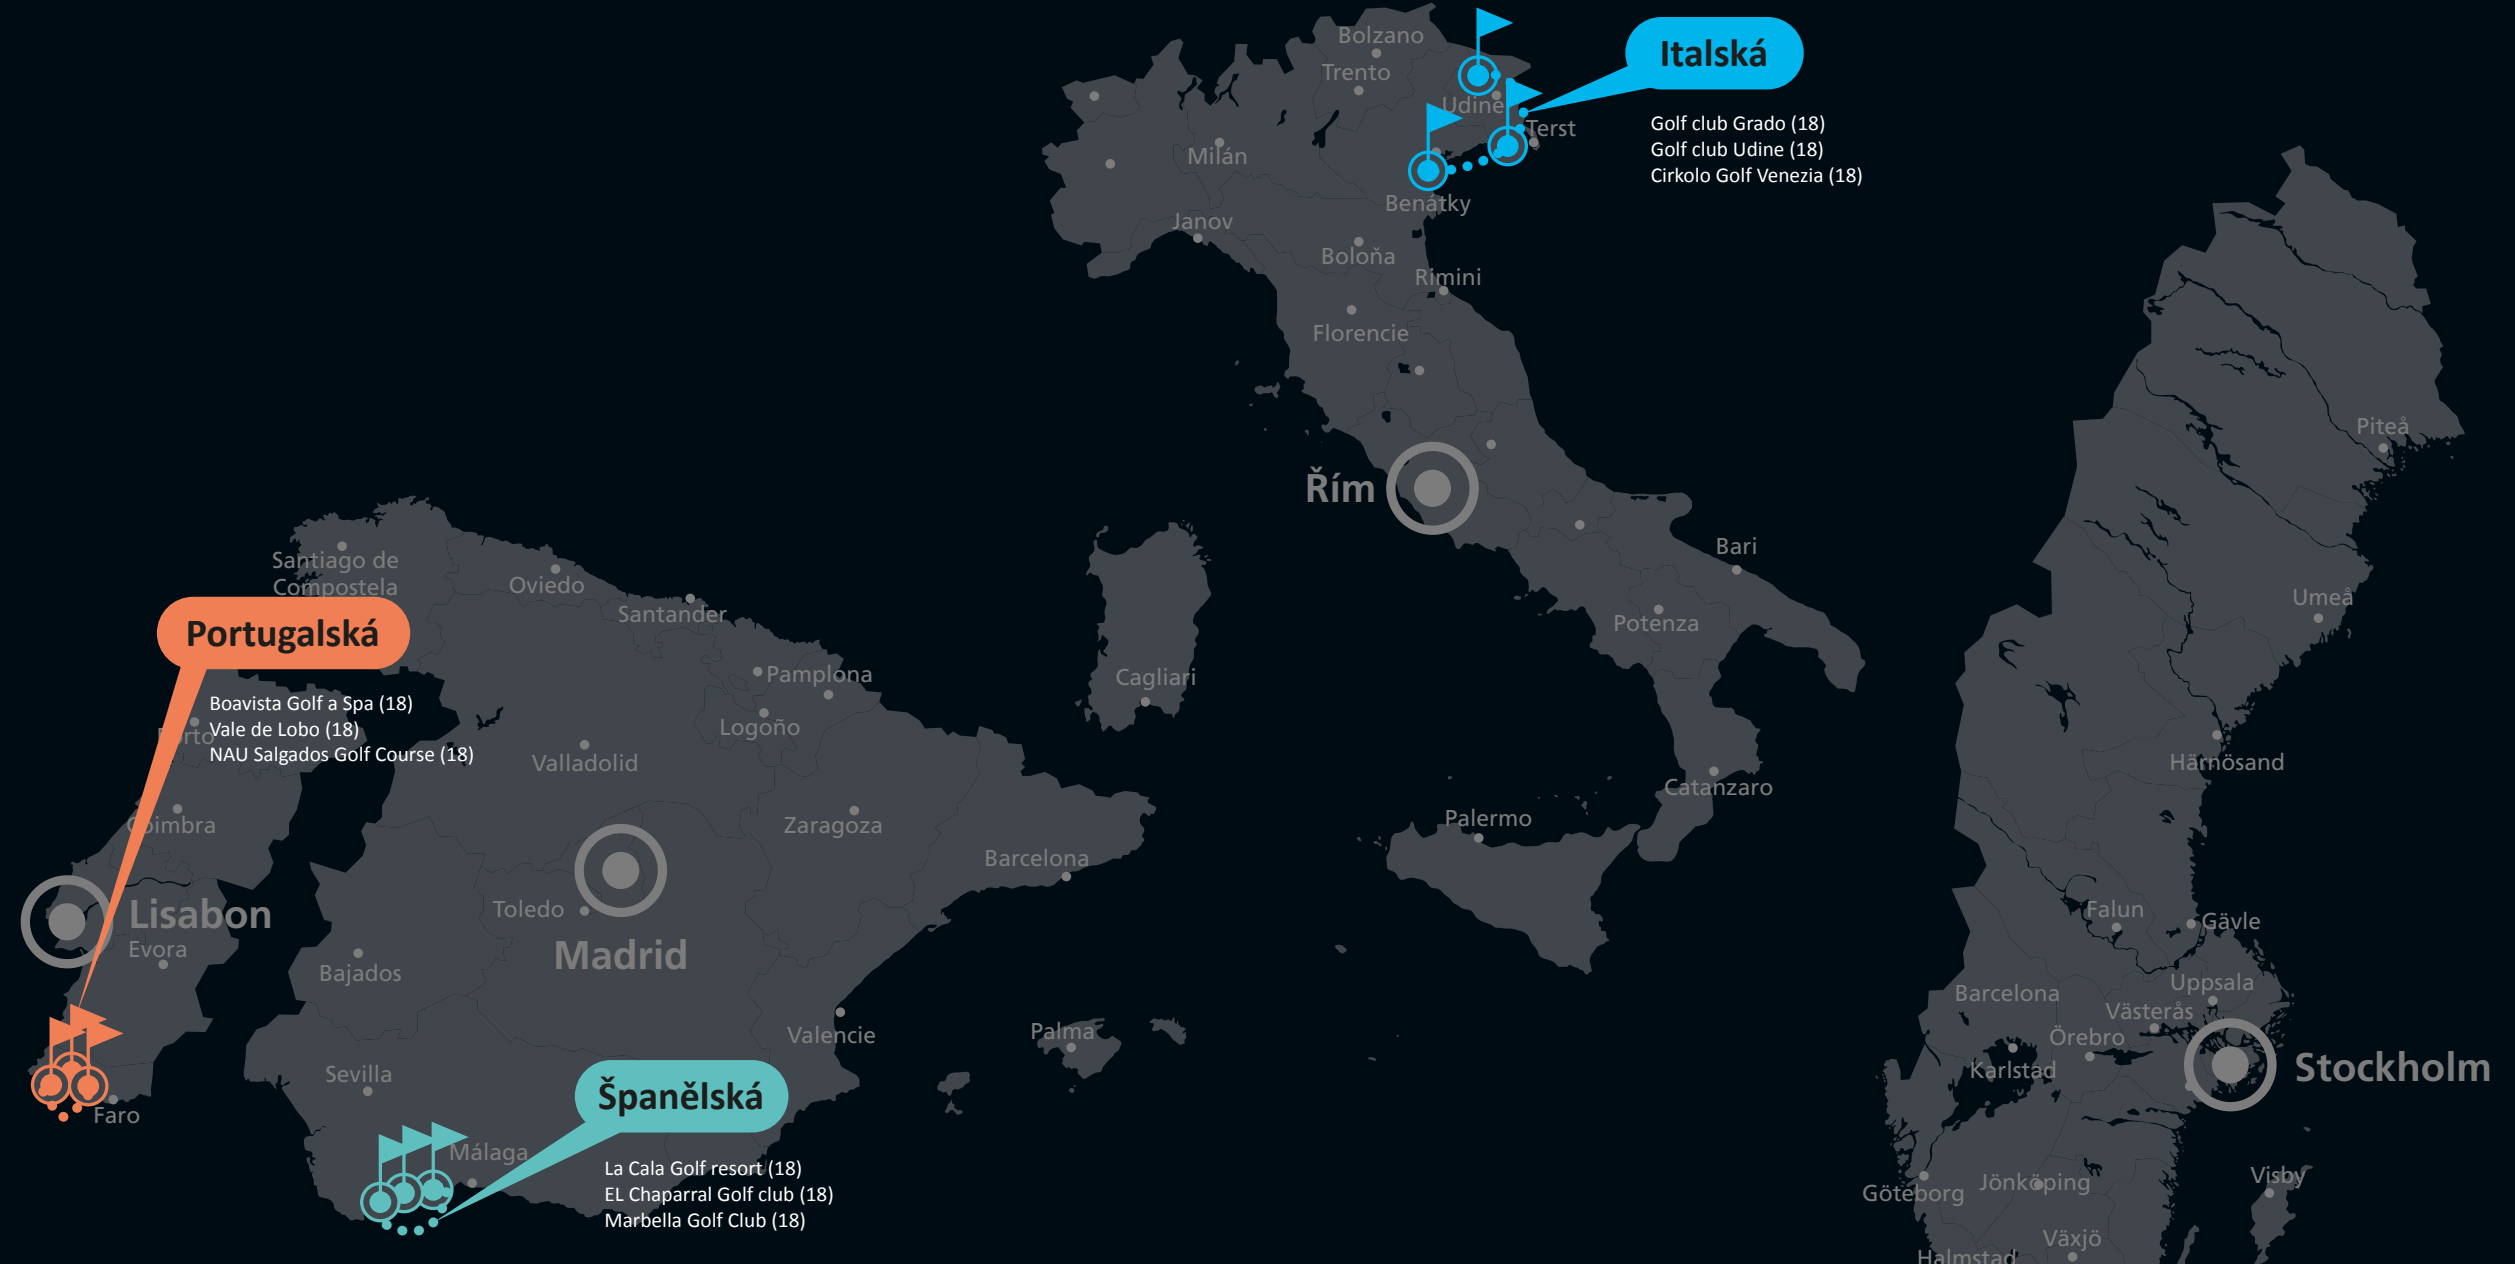 Bolzano
Trento
Udine
Terst
Milán
Benátky
Janov
Boloňa
Rimini
Florencie
Řím
Bari
Potenza
Cagliari
Catanzaro
Palermo
Italská
Golf club Grado (18)
Golf club Udine (18)
Cirkolo Golf Venezia (18)
Santiago de
Compostela
Oviedo
Santander
Pamplona
Logoño
Valladolid
Zaragoza
Barcelona
Toledo
Madrid
Bajados
Valencie
Palma
Sevilla
Málaga
Portugalská
Boavista Golf a Spa (18)
Vale de Lobo (18)
NAU Salgados Golf Course (18)
Porto
Coimbra
Lisabon
Evora
Faro
Španělská
La Cala Golf resort (18)
EL Chaparral Golf club (18)
Marbella Golf Club (18)
Piteå
Umeå
Härnösand
Falun
Gävle
Uppsala
Barcelona
Västerås
Örebro
Karlstad
Stockholm
Göteborg
Jönköping
Visby
Växjö
Halmstad